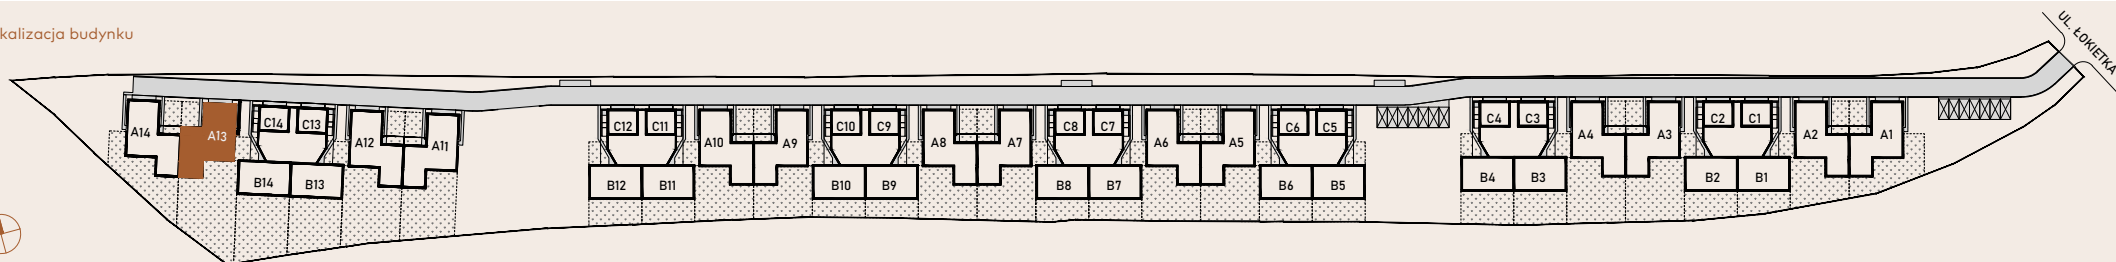 kalizacja budynku
UL. ŁOKIETKA
A14
A13
C14
C13
A12
A11
B14
B13
C12
C11
A10
A9
C10
C9
A8
A7
C8
C7
A6
A5
C6
C5
B12
B11
B10
B9
B8
B7
B6
B5
C4
C3
A4
A3
C2
C1
A2
A1
B4
B3
B2
B1